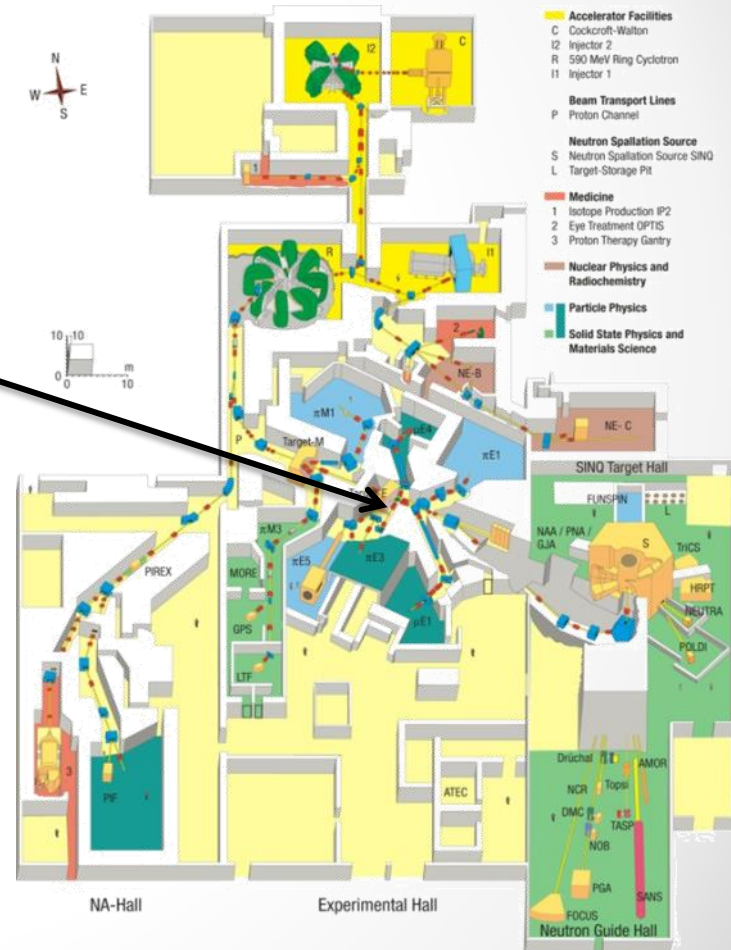 N
W E
S
I2
C
1
R
I1
Accelerator Facilities
C Cockcroft-Walton
I2 Injector 2
R 590 MeV Ring Cyclotron
I1 Injector 1
Beam Transport Lines
P Proton Channel
Neutron Spallation Source
S Neutron Spallation Source SINQ
L Target-Storage Pit
Medicine
1 Isotope Production IP2
2 Eye Treatment OPTIS
3 Proton Therapy Gantry
Nuclear Physics and
Radiochemistry
Particle Physics
Solid State Physics and
Materials Science
10 10
0 m
0 10
2
NE-B
NE- C
πM1
µE4
πE1
P
Target-M
SINQ Target Hall
FUNSPIN
L
NAA / PNA /
GJA
S
TriCS
HRPT
NEUTRA
POLDI
πM3
PIREX
MORE
πE5
πE3
GPS
µE1
LTF
3
PIF
ATEC
Drüchal
AMOR
NCR
Topsi
DMC
TASP
NOB
PGA
SANS
FOCUS
NA-Hall
Experimental Hall
Neutron Guide Hall